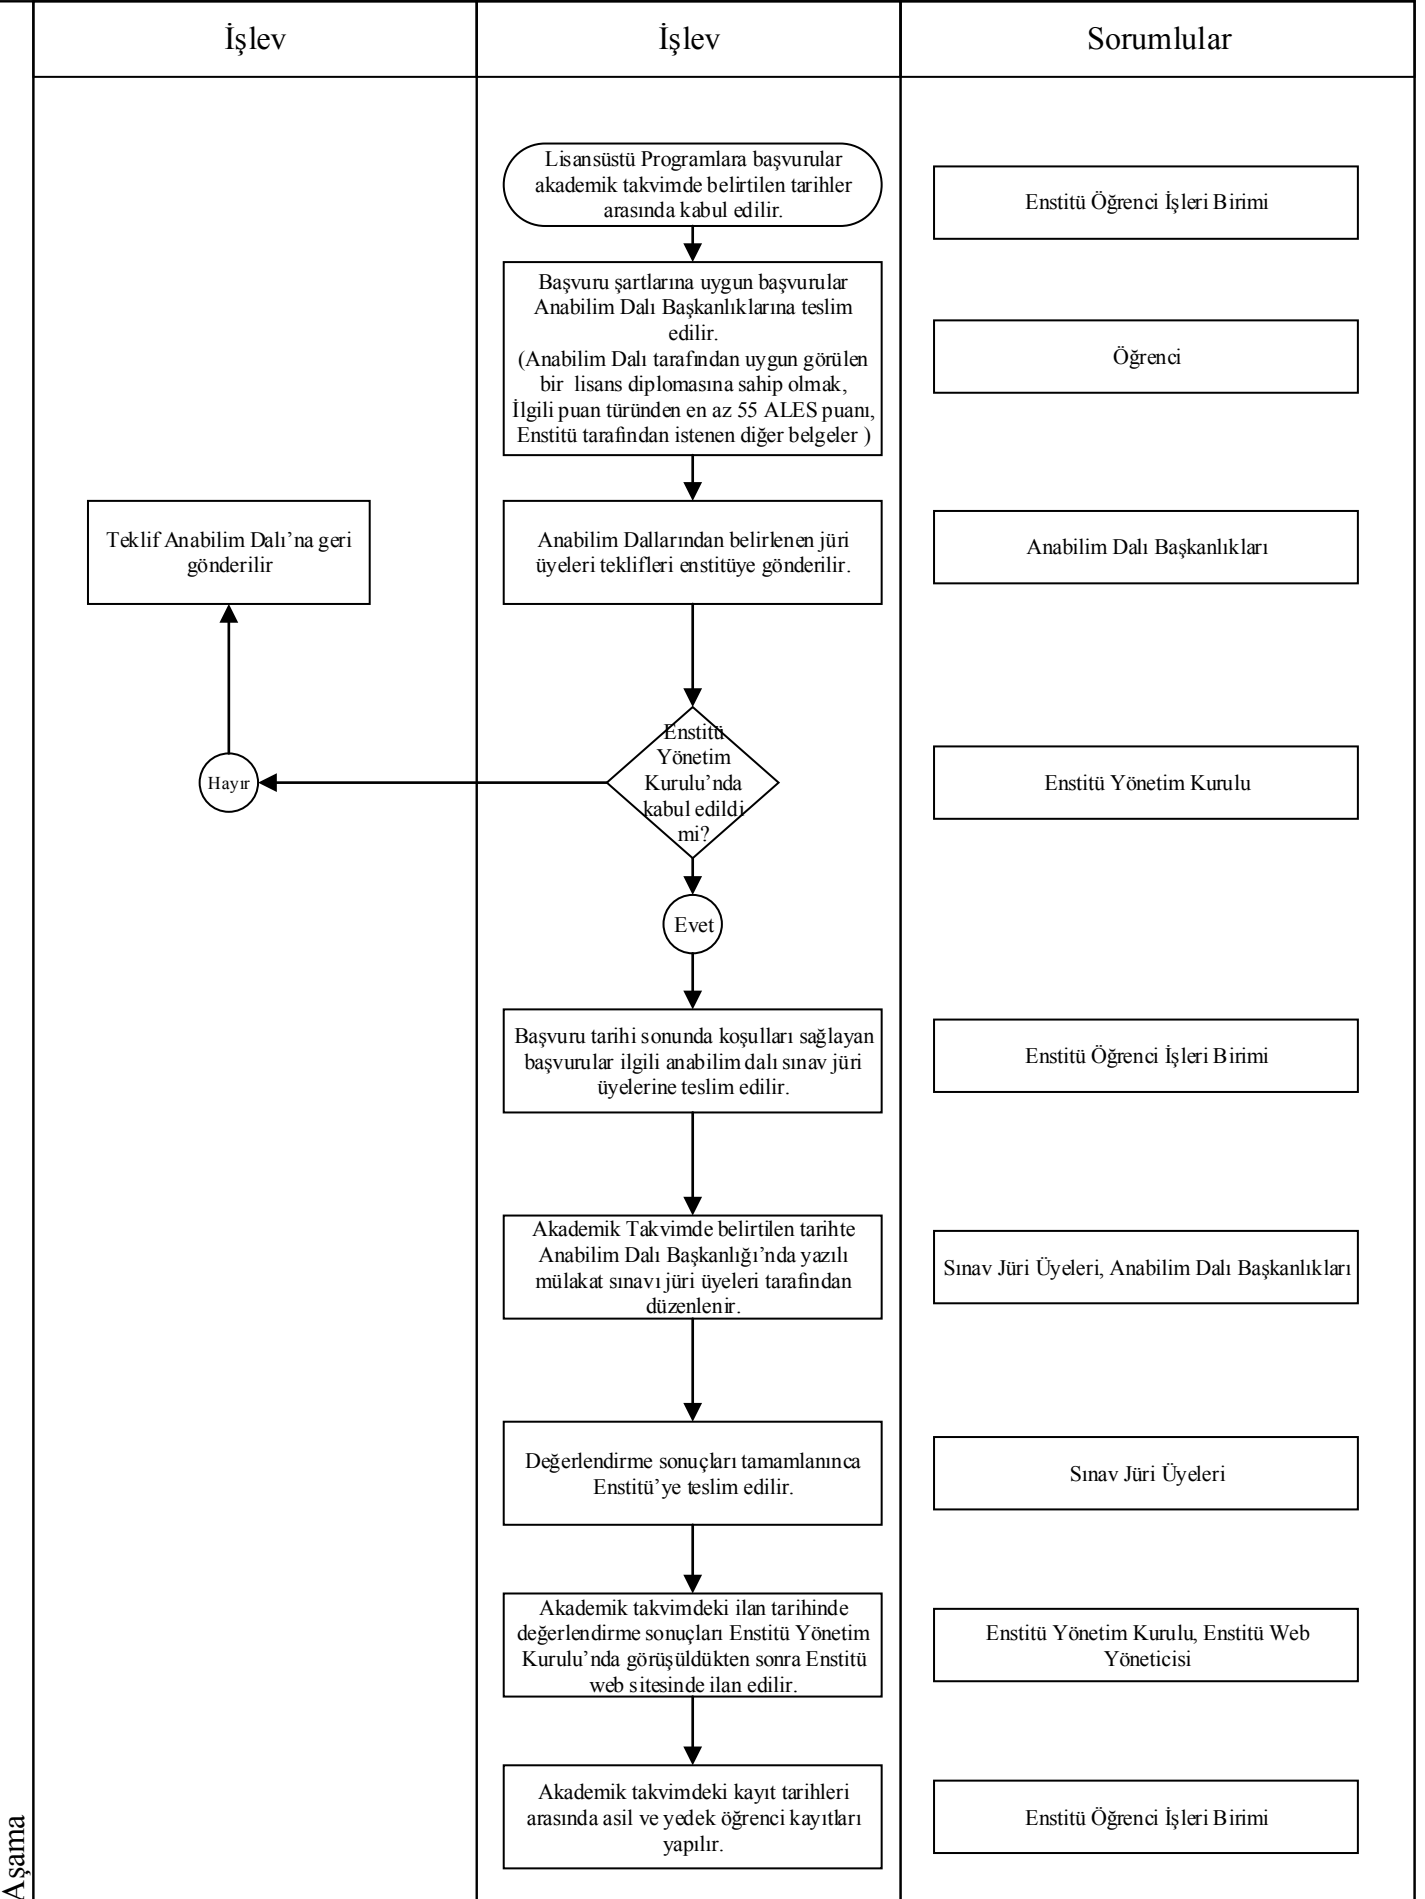 İşlev
İşlev
Sorumlular
Lisansüstü Programlara başvurular
akademik takvimde belirtilen tarihler
arasında kabul edilir.
Enstitü Öğrenci İşleri Birimi
Başvuru şartlarına uygun başvurular
Anabilim Dalı Başkanlıklarına teslim
edilir.
(Anabilim Dalı tarafından uygun görülen
bir lisans diplomasına sahip olmak,
İlgili puan türünden en az 55 ALES puanı,
Enstitü tarafından istenen diğer belgeler )
Öğrenci
Teklif Anabilim Dalı’na geri
gönderilir
Anabilim Dallarından belirlenen jüri
üyeleri teklifleri enstitüye gönderilir.
Anabilim Dalı Başkanlıkları
Hayır
Enstitü
Yönetim
Kurulu’nda
kabul edildi
mi?
Enstitü Yönetim Kurulu
Evet
Başvuru tarihi sonunda koşulları sağlayan
başvurular ilgili anabilim dalı sınav jüri
üyelerine teslim edilir.
Enstitü Öğrenci İşleri Birimi
Akademik Takvimde belirtilen tarihte
Anabilim Dalı Başkanlığı’nda yazılı
mülakat sınavı jüri üyeleri tarafından
düzenlenir.
Sınav Jüri Üyeleri, Anabilim Dalı Başkanlıkları
Değerlendirme sonuçları tamamlanınca
Enstitü’ye teslim edilir.
Sınav Jüri Üyeleri
Akademik takvimdeki ilan tarihinde
değerlendirme sonuçları Enstitü Yönetim
Kurulu’nda görüşüldükten sonra Enstitü
web sitesinde ilan edilir.
Enstitü Yönetim Kurulu, Enstitü Web
Yöneticisi
Akademik takvimdeki kayıt tarihleri
arasında asil ve yedek öğrenci kayıtları
yapılır.
Enstitü Öğrenci İşleri Birimi
Aşama